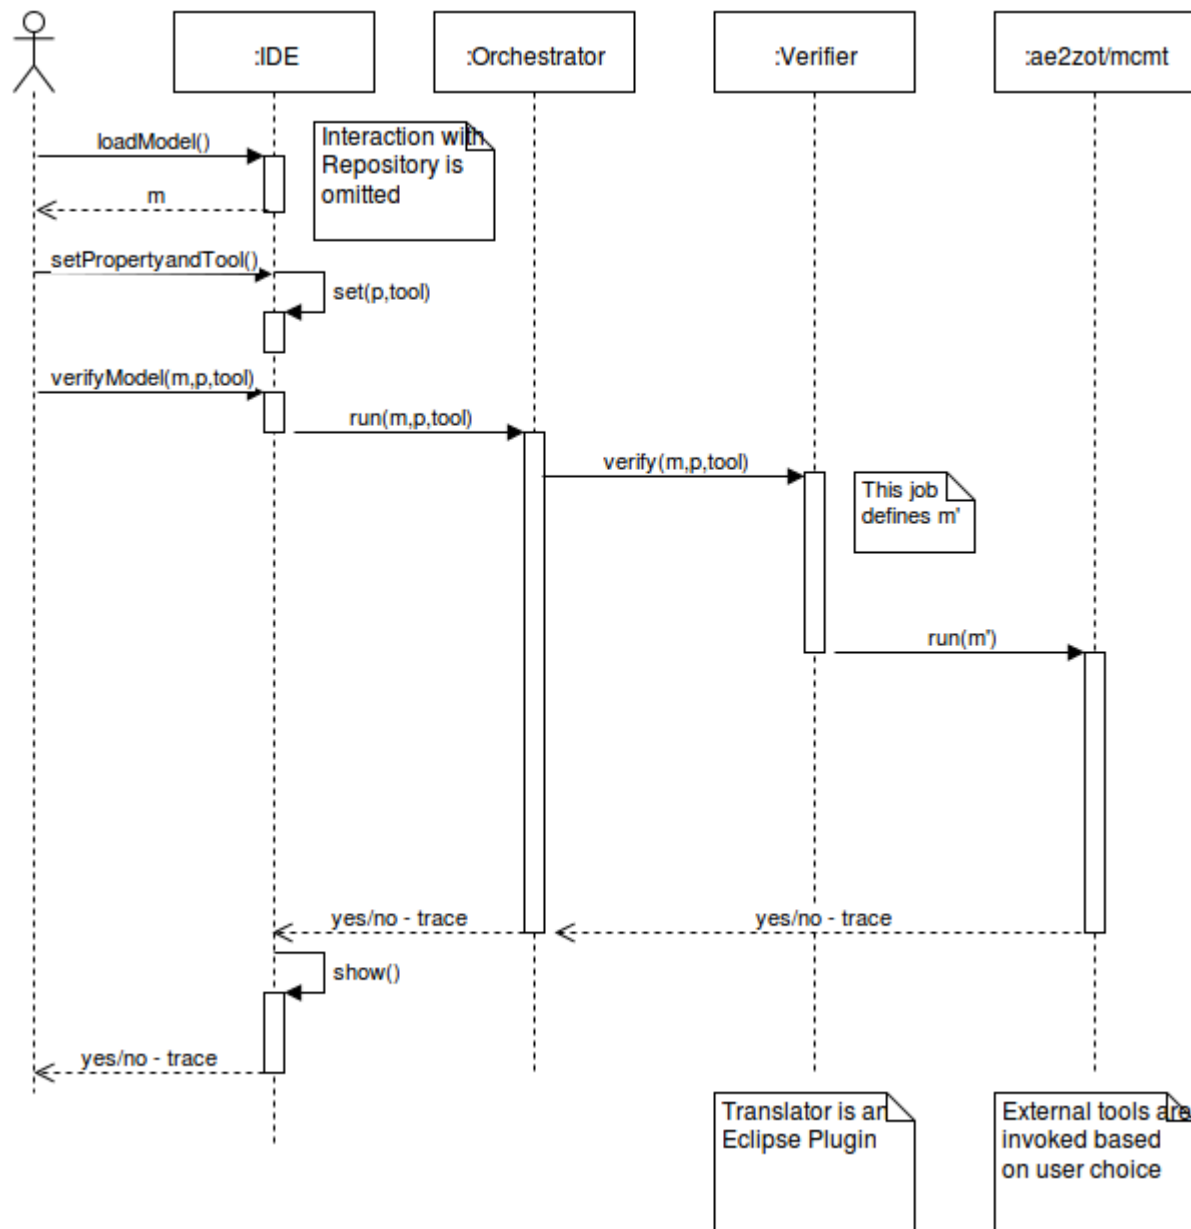 :IDE
:Orchestrator
:Verifier
:ae2zot/mcmt
loadModel()
Interaction with
Repository is
omitted
m
setPropertyandTool()
set(p,tool)
verifyModel(m,p,tool)
run(m,p,tool)
verify(m,p,tool)
This job
defines m'
run(m')
yes/no - trace
yes/no - trace
show()
yes/no - trace
Translator is an
Eclipse Plugin
External tools are
invoked based
on user choice